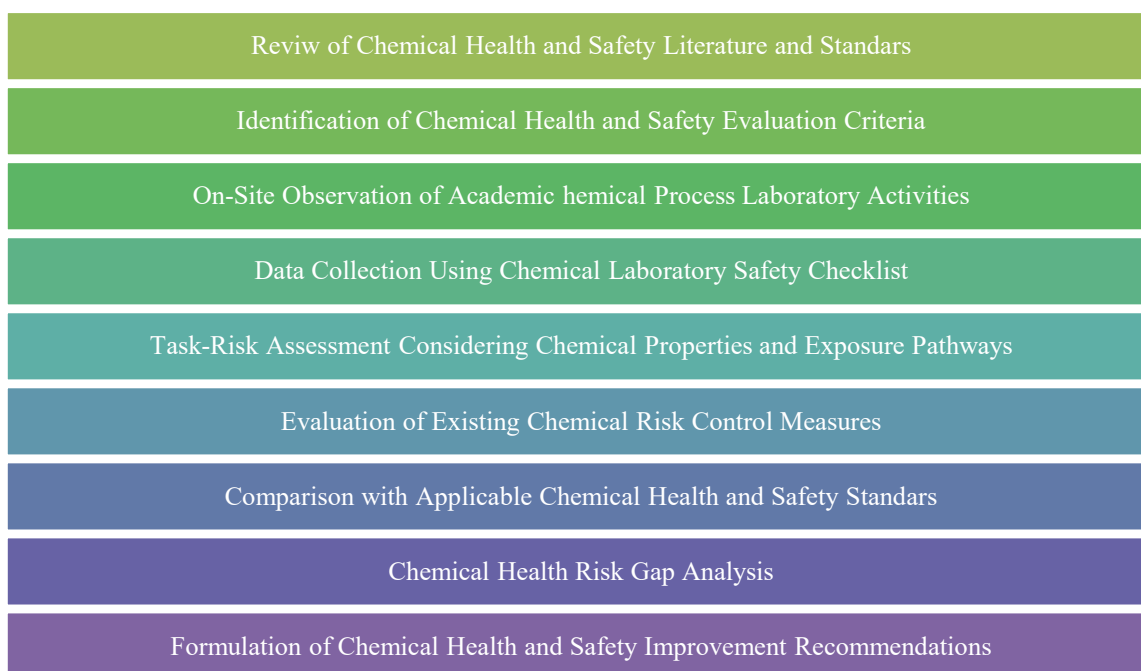 Reviw of Chemical Health and Safety Literature and Standars
Identification of Chemical Health and Safety Evaluation Criteria
On-Site Observation of Academic hemical Process Laboratory Activities
Data Collection Using Chemical Laboratory Safety Checklist
Task-Risk Assessment Considering Chemical Properties and Exposure Pathways
Evaluation of Existing Chemical Risk Control Measures
Comparison with Applicable Chemical Health and Safety Standars
Chemical Health Risk Gap Analysis
Formulation of Chemical Health and Safety Improvement Recommendations